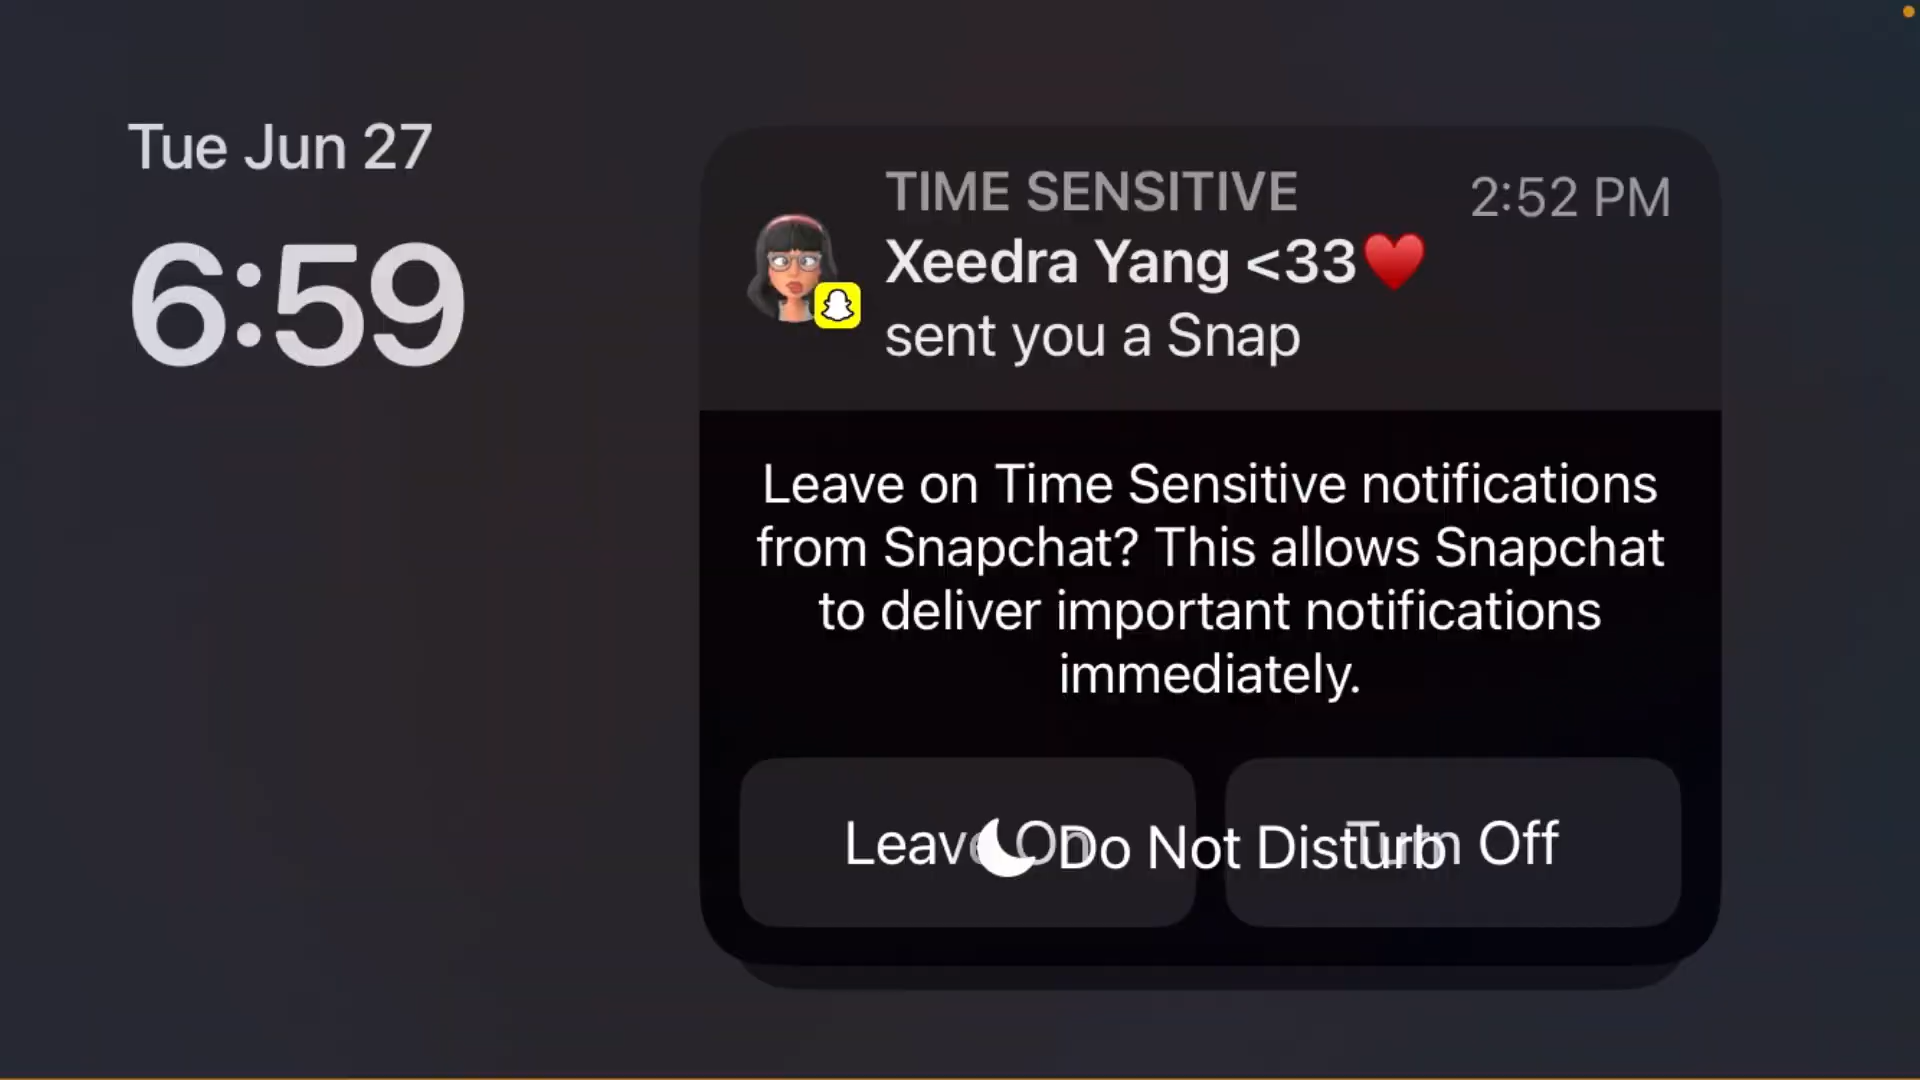 Tue Jun 27
6:59
TIME SENSITIVE
2:52 PM
Xeedra Yang <33♥️
sent you a Snap
Leave on Time Sensitive notifications
from Snapchat? This allows Snapchat
to deliver important notifications
immediately.
Leave On
Do Not Disturb
Turn Off